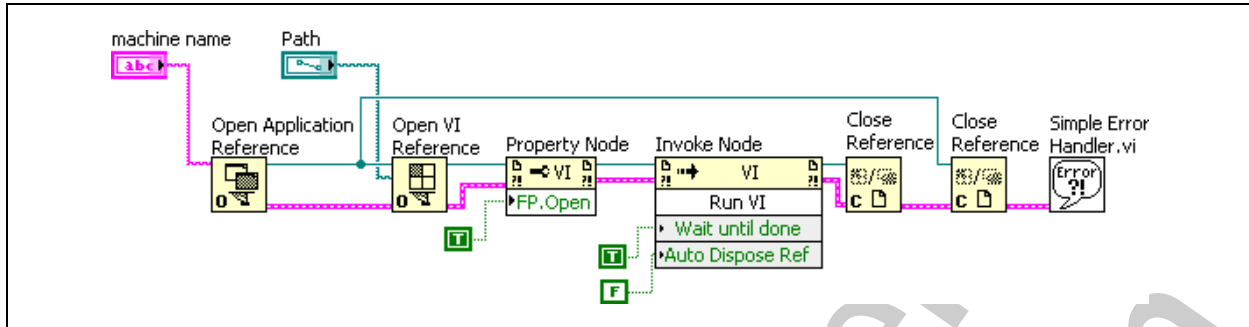 machine name
Path
abc
Open Application
Reference
Open VI
Reference
Property Node
Invoke Node
Close
Reference
Close
Reference
Simple Error
Handler.vi
?! VI ?!
FP.Open
?! VI ?!
Run VI
Wait until done
Auto Dispose Ref
O
O
C
C
Error
?!
T
T
F